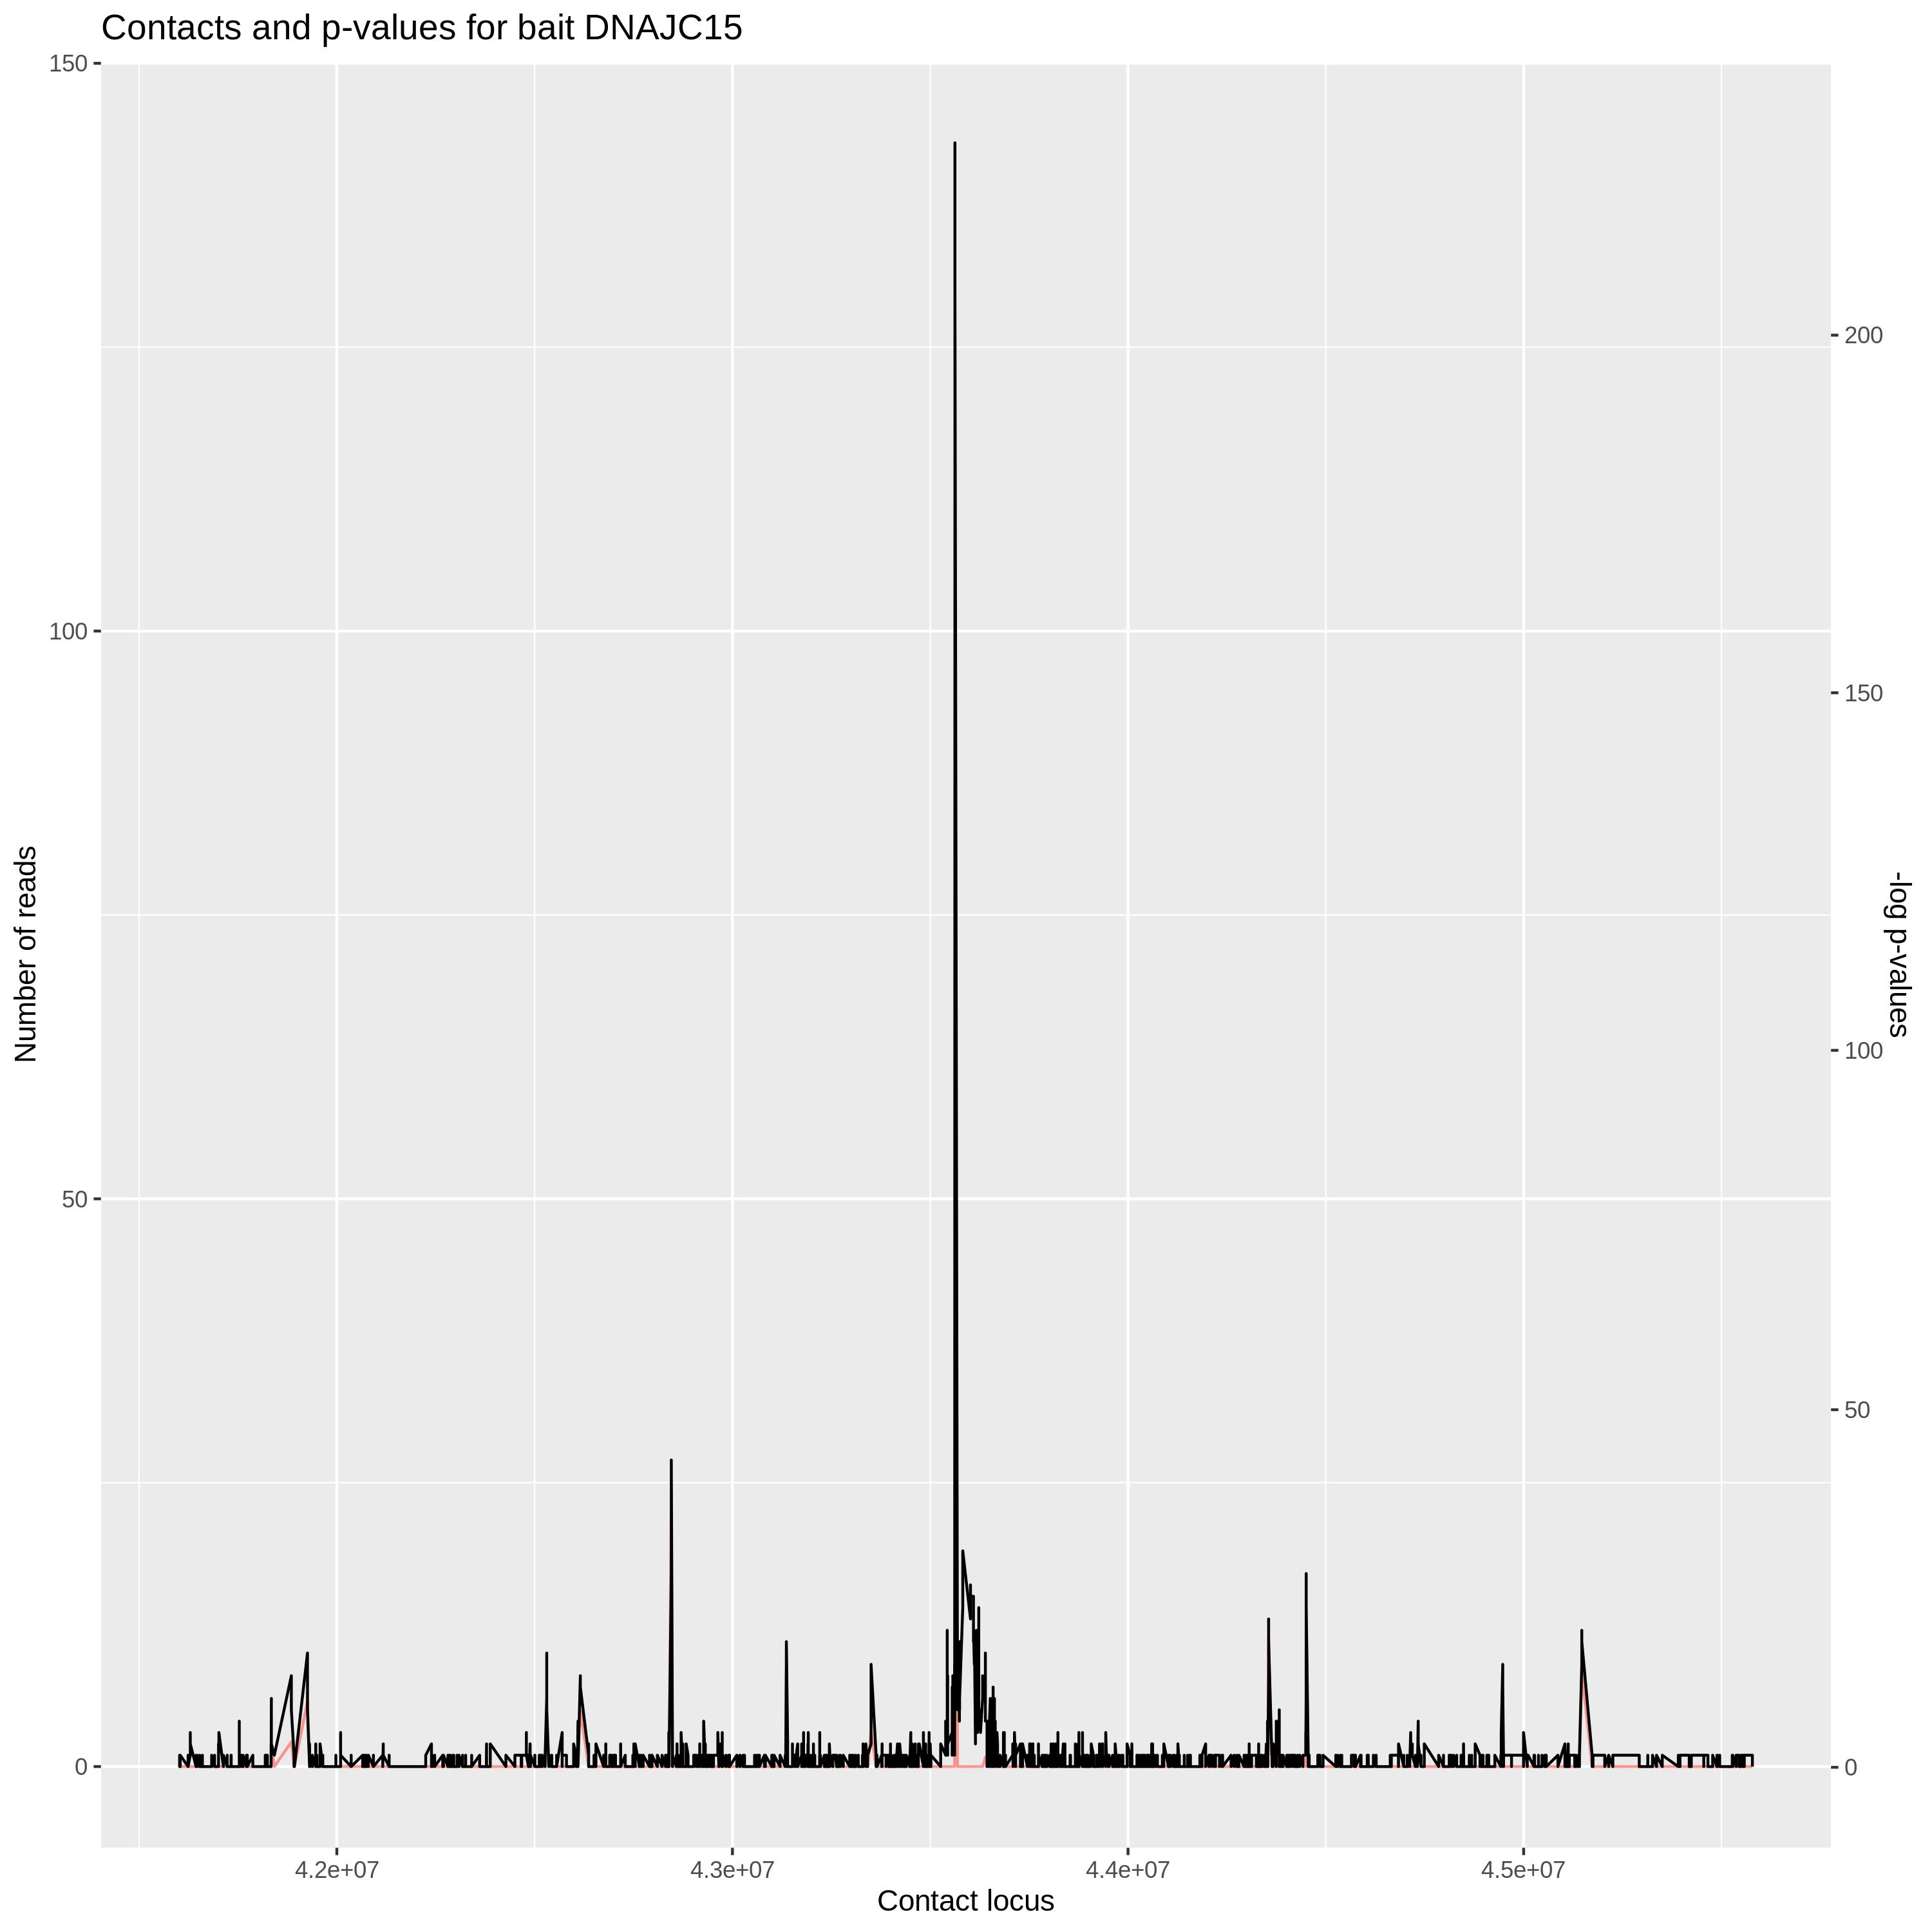 Contacts and p-values for bait DNAJC15
Number of reads
150
100
50
0
200
150
100
50
0
-log p-values
4.2e+07
4.3e+07
4.4e+07
4.5e+07
Contact locus